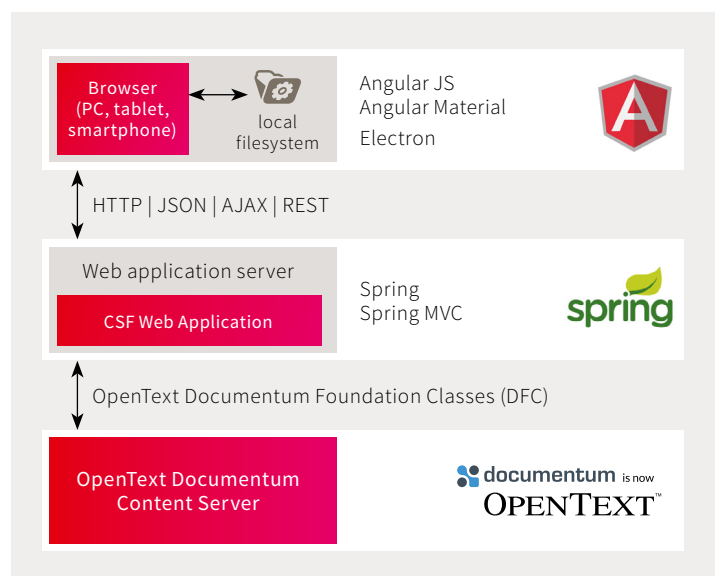 Browser
(PC, tablet,
smartphone)
local
filesystem
Angular JS
Angular Material
Electron
A
HTTP | JSON | AJAX | REST
Web application server
CSF Web Application
Spring
Spring MVC
spring
OpenText Documentum Foundation Classes (DFC)
OpenText Documentum
Content Server
documentum is now
OPENTEXT™